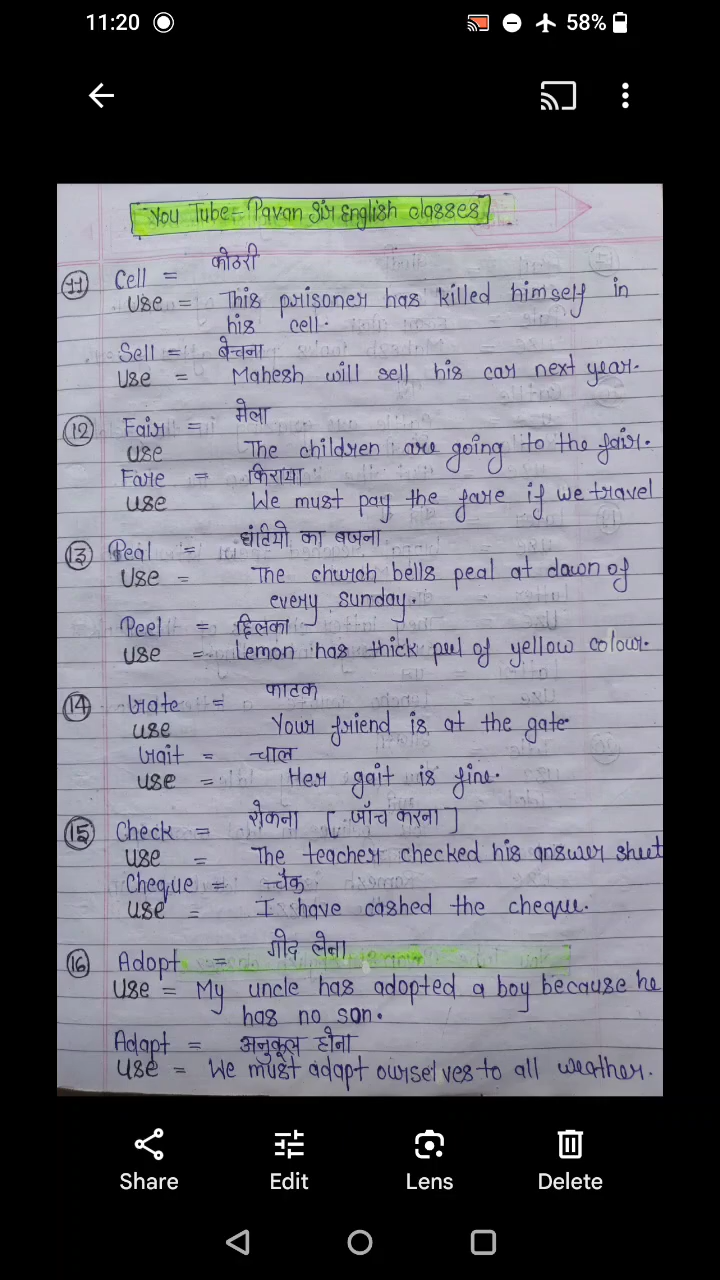 11:20
58%
You Tube - Pavan Sir English classes
11 Cell = कोठरी
Use = This prisoner has killed himself in
his cell.
Sell = बेचना
Use = Mahesh will sell his car next year.
12 Fair = मेला
Use The children are going to the fair.
Fare = किराया
Use We must pay the fare if we travel
13 Peal = घंटियो का बजना
Use = The church bells peal at dawn of
every sunday.
Peel = छिलका
Use = Lemon has thick peel of yellow colour.
14 Gate = फाटक
Use Your friend is at the gate
Gait = चाल
Use = Her gait is fine.
15 Check = रोकना [ जाँच करना ]
Use = The teacher checked his answer sheet
Cheque = चैक
Use = I have cashed the cheque.
16 Adopt = गोद लेना
Use = My uncle has adopted a boy because he
has no son.
Adapt = अनुकूल होना
Use = We must adapt ourselves to all weather.
Share Edit Lens Delete